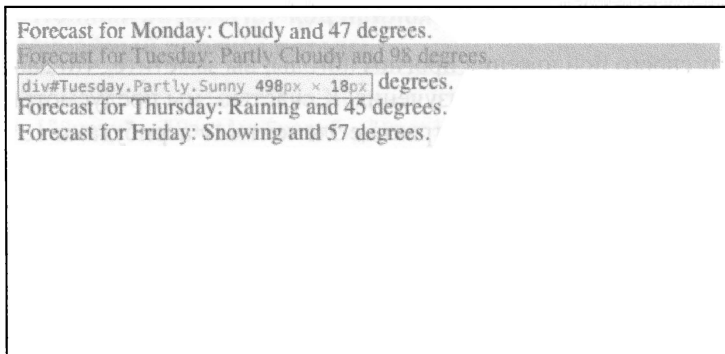 Forecast for Monday: Cloudy and 47 degrees.
Forecast for Tuesday: Partly Cloudy and 98 degrees.
div#Tuesday.Partly.Sunny 498px × 18px degrees.
Forecast for Thursday: Raining and 45 degrees.
Forecast for Friday: Snowing and 57 degrees.